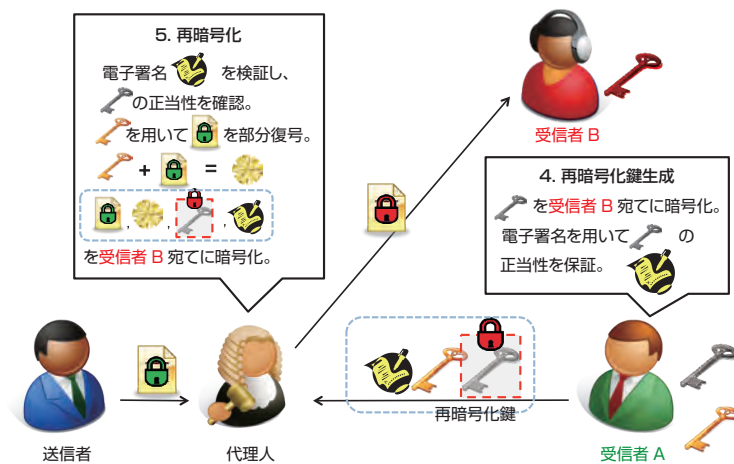 5. 再暗号化
電子署名 を検証し、
の正当性を確認。
を用いて を部分復号。
+ =
, , ,
を受信者 B 宛てに暗号化。
受信者 B
4. 再暗号化鍵生成
を受信者 B 宛てに暗号化。
電子署名を用いて の
正当性を保証。
再暗号化鍵
送信者
代理人
受信者 A